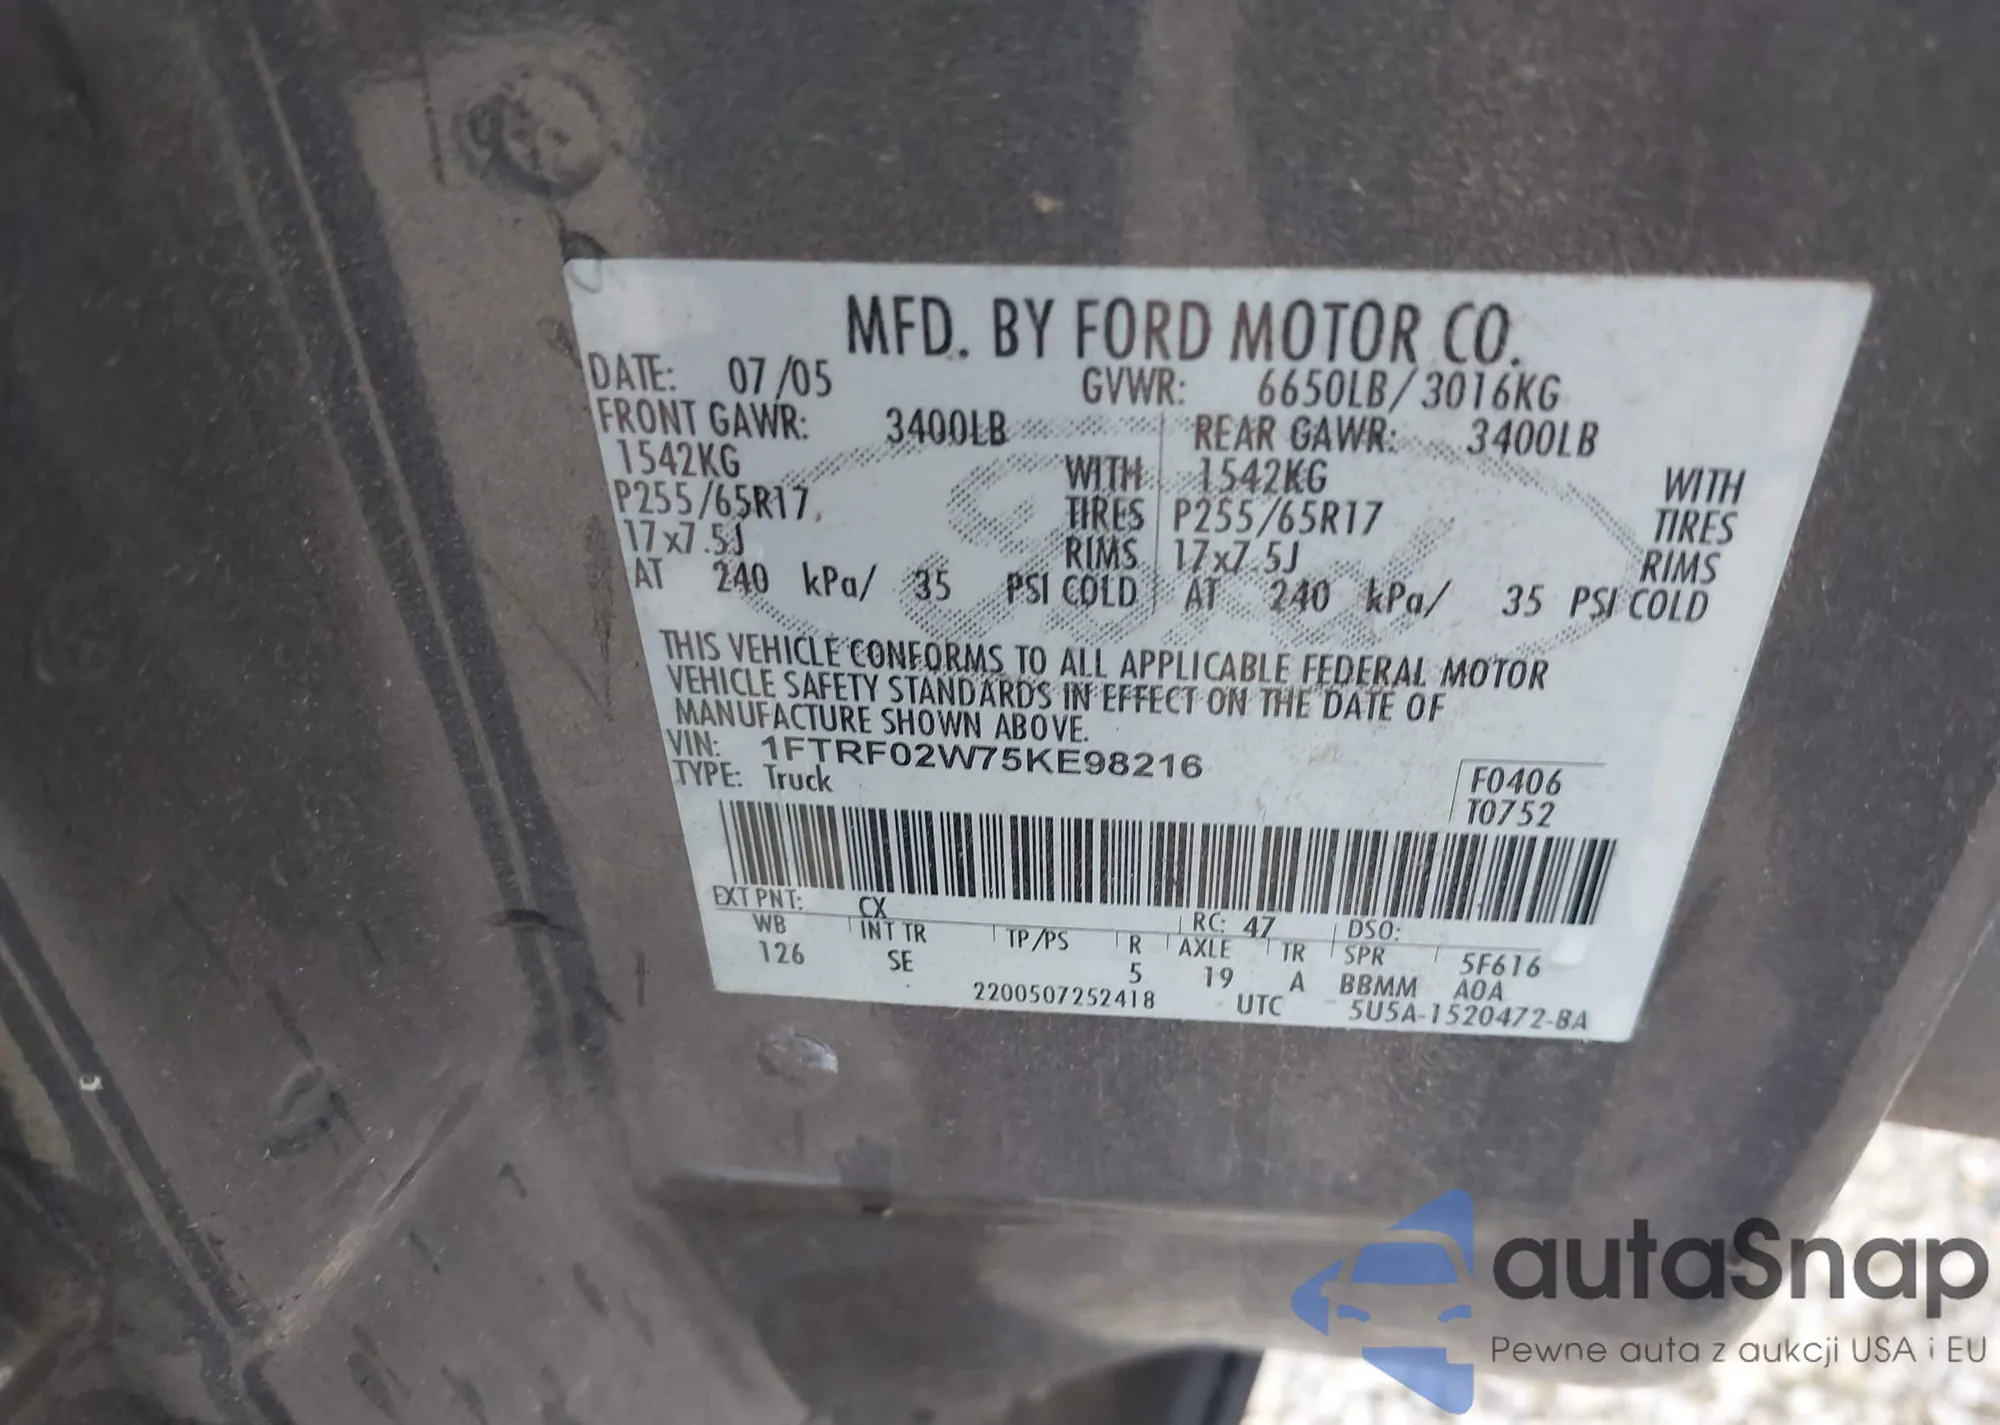 MFD. BY FORD MOTOR CO.
DATE: 07/05 GVWR: 6650LB/3016KG
FRONT GAWR: 3400LB REAR GAWR: 3400LB
1542KG WITH 1542KG WITH
P255/65R17 TIRES P255/65R17 TIRES
17x7.5J RIMS 17x7.5J RIMS
AT 240 kPa/ 35 PSI COLD AT 240 kPa/ 35 PSI COLD
THIS VEHICLE CONFORMS TO ALL APPLICABLE FEDERAL MOTOR
VEHICLE SAFETY STANDARDS IN EFFECT ON THE DATE OF
MANUFACTURE SHOWN ABOVE.
VIN: 1FTRF02W75KE98216
TYPE: Truck F0406
T0752
EXT PNT: CX RC: 47 DSO:
WB INT TR TP/PS R AXLE TR SPR 5F616
126 SE 5 19 A BBMM A0A
2200507252418 UTC 5U5A-1520472-BA
autaSnap
Pewne auta z aukcji USA i EU